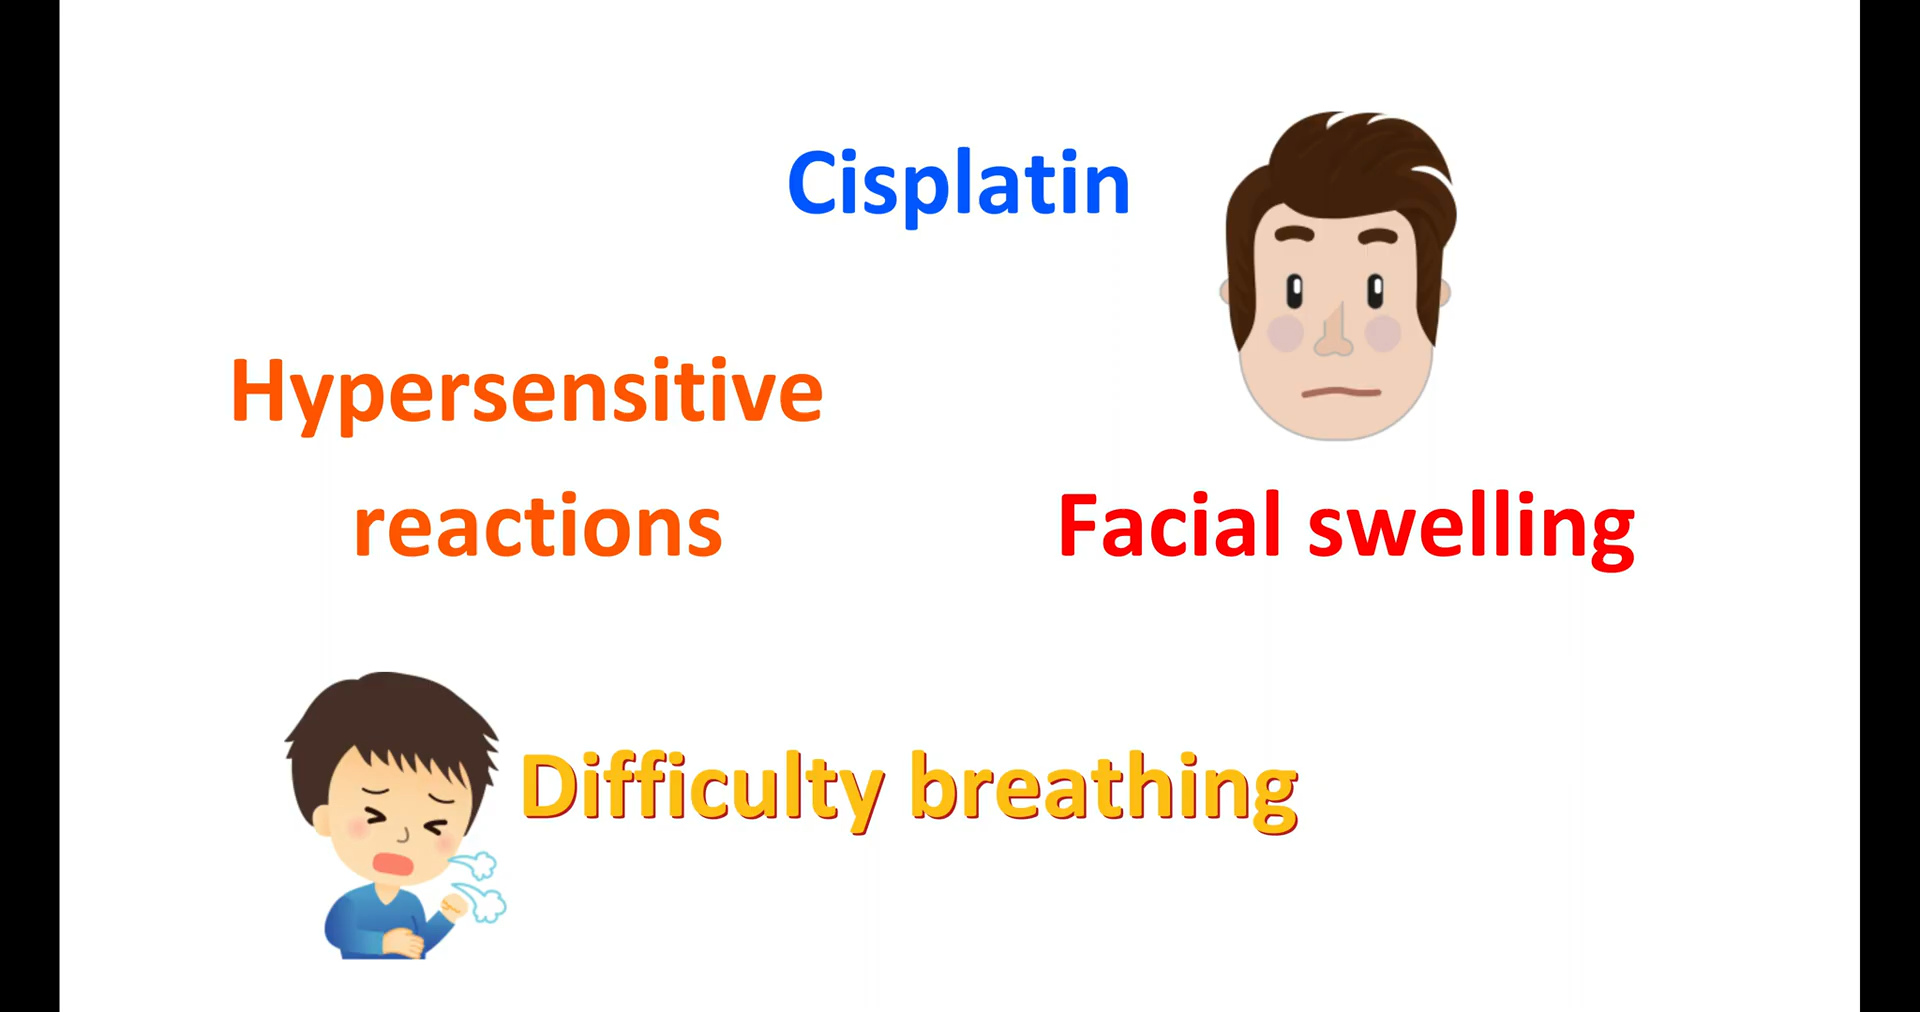 Cisplatin
Hypersensitive
reactions
Facial swelling
Difficulty breathing